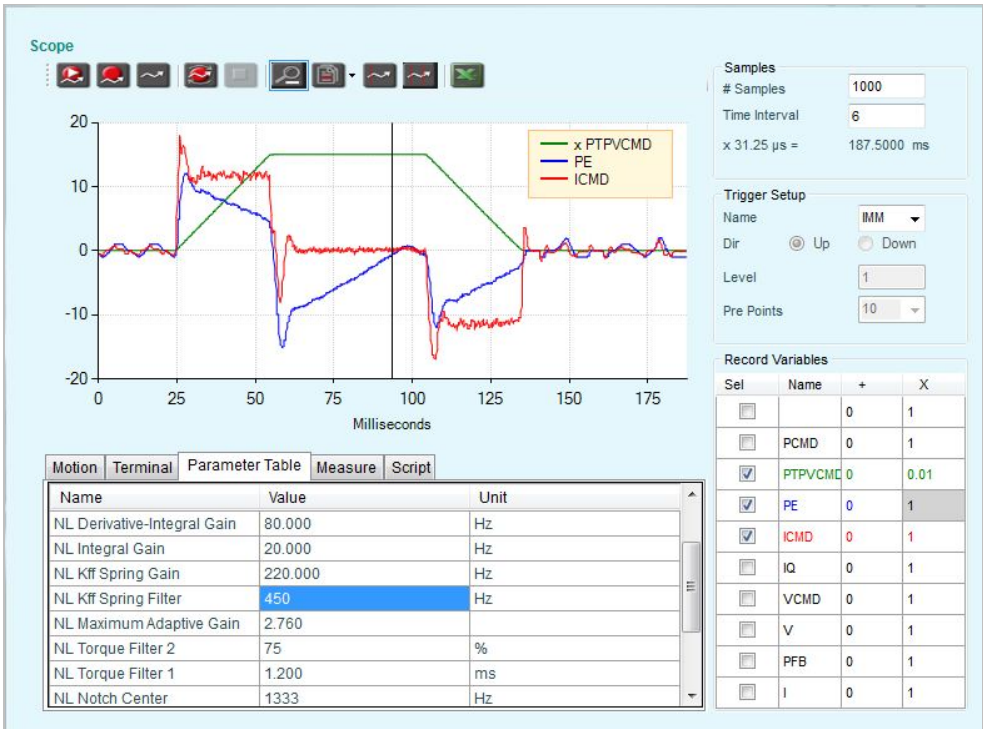 Scope
20
10
0
-10
-20
0 25 50 75 100 125 150 175
Milliseconds
x PTPVCMD
PE
ICMD
Samples
# Samples 1000
Time Interval 6
x 31.25 µs = 187.5000 ms
Trigger Setup
Name IMM
Dir Up Down
Level 1
Pre Points 10
Record Variables
Sel Name + X
0 1
PCMD 0 1
PTPVCMD 0 0.01
PE 0 1
ICMD 0 1
IQ 0 1
VCMD 0 1
V 0 1
PFB 0 1
I 0 1
Motion Terminal Parameter Table Measure Script
Name Value Unit
NL Derivative-Integral Gain 80.000 Hz
NL Integral Gain 20.000 Hz
NL Kff Spring Gain 220.000 Hz
NL Kff Spring Filter 450 Hz
NL Maximum Adaptive Gain 2.760
NL Torque Filter 2 75 %
NL Torque Filter 1 1.200 ms
NL Notch Center 1333 Hz